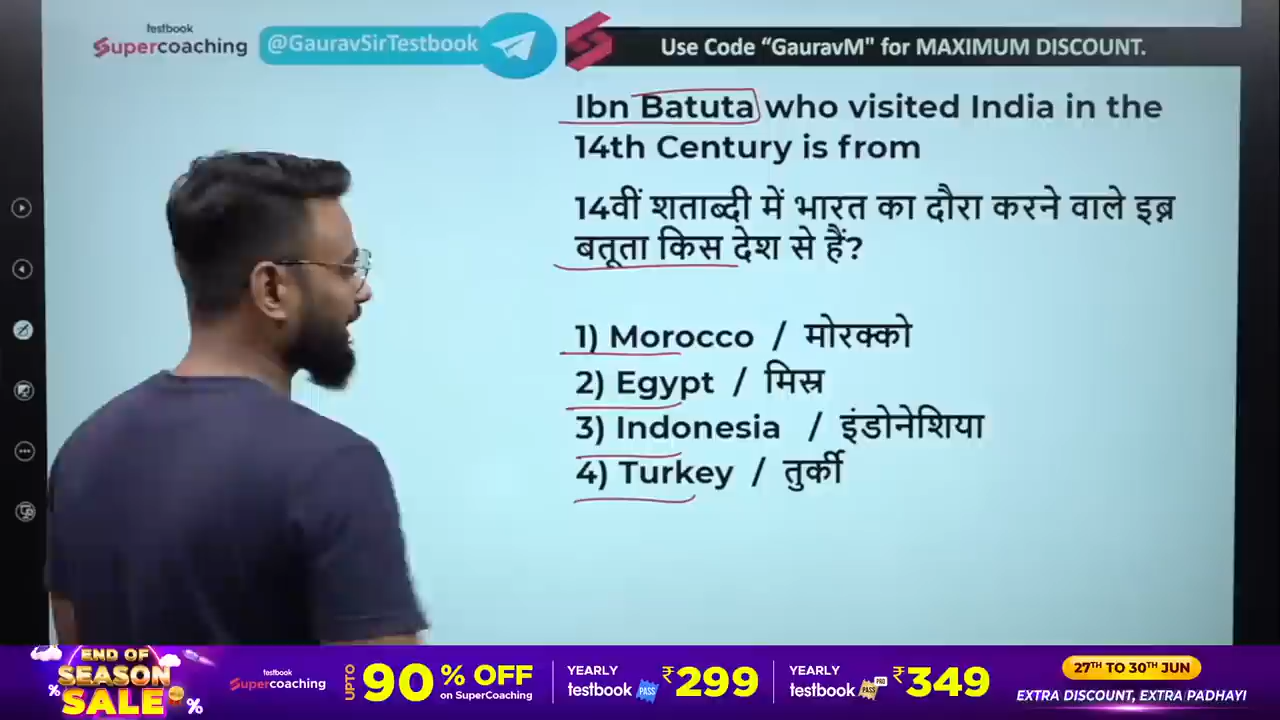 testbook
Supercoaching
@GauravSirTestbook
Use Code “GauravM" for MAXIMUM DISCOUNT.
Ibn Batuta who visited India in the
14th Century is from
14वीं शताब्दी में भारत का दौरा करने वाले इब्न
बतूता किस देश से हैं?
1) Morocco / मोरक्को
2) Egypt / मिस्र
3) Indonesia / इंडोनेशिया
4) Turkey / तुर्की
END OF
SEASON
SALE
%
%
testbook
Supercoaching
UPTO
90% OFF
on SuperCoaching
YEARLY
testbook PASS
₹299
YEARLY
testbook PASS PRO
₹349
27TH TO 30TH JUN
EXTRA DISCOUNT, EXTRA PADHAYI